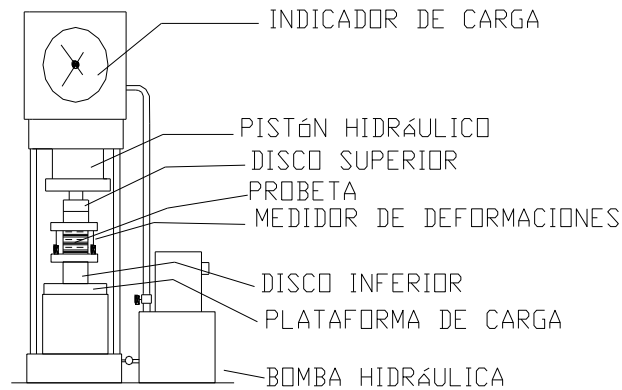 INDICADOR DE CARGA
PISTóN HIDRáULICO
DISCO SUPERIOR
PROBETA
MEDIDOR DE DEFORMACIONES
DISCO INFERIOR
PLATAFORMA DE CARGA
BOMBA HIDRáULICA